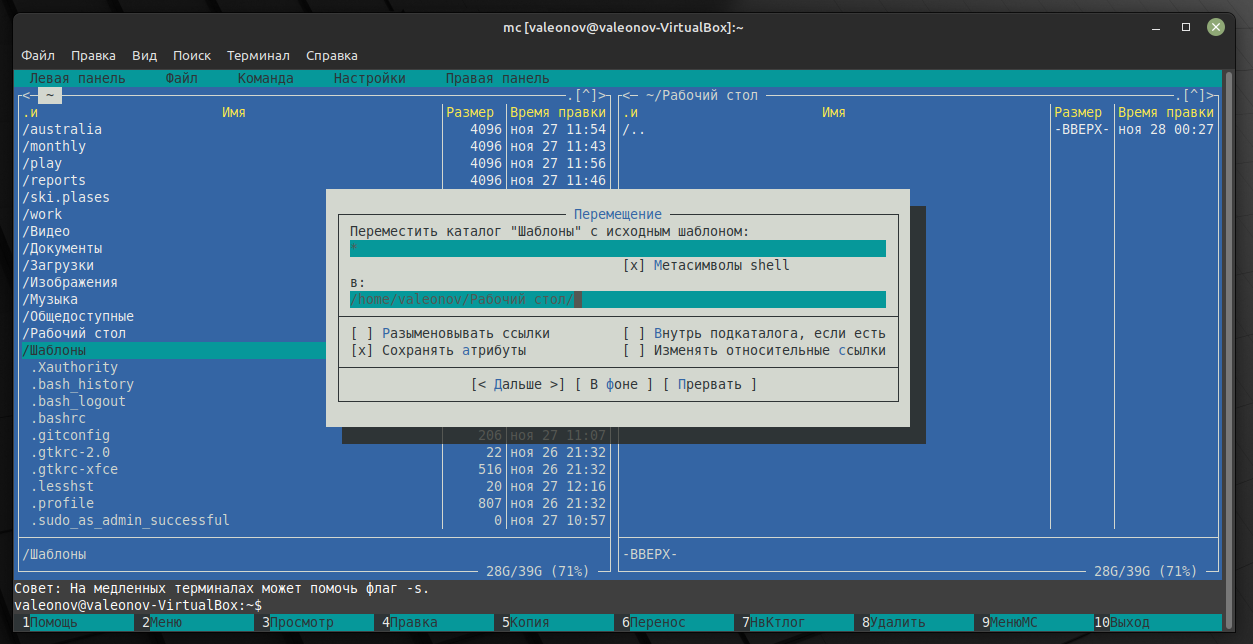 mc [valeonov@valeonov-VirtualBox]:~
Файл Правка Вид Поиск Терминал Справка
Левая панель Файл Команда Настройки Правая панель
<─ ~ .[^]> <─ ~/Рабочий стол .[^]>
.и Имя Размер Время правки .и Имя Размер Время правки
/australia 4096 ноя 27 11:54 /.. -ВВЕРХ- ноя 28 00:27
/monthly 4096 ноя 27 11:43
/play 4096 ноя 27 11:56
/reports 4096 ноя 27 11:46
/ski.plases
/work Перемещение
/Видео Переместить каталог "Шаблоны" с исходным шаблоном:
/Документы *
/Загрузки [x] Метасимволы shell
/Изображения в:
/Музыка /home/valeonov/Рабочий стол/
/Общедоступные
/Рабочий стол [ ] Разыменовывать ссылки [ ] Внутрь подкаталога, если есть
/Шаблоны [x] Сохранять атрибуты [ ] Изменять относительные ссылки
.Xauthority
.bash_history [< Дальше >] [ В фоне ] [ Прервать ]
.bash_logout
.bashrc
.gitconfig 206 ноя 27 11:07
.gtkrc-2.0 22 ноя 26 21:32
.gtkrc-xfce 516 ноя 26 21:32
.lesshst 20 ноя 27 12:16
.profile 807 ноя 26 21:32
.sudo_as_admin_successful 0 ноя 27 10:57
/Шаблоны -ВВЕРХ-
28G/39G (71%) 28G/39G (71%)
Совет: На медленных терминалах может помочь флаг -s.
valeonov@valeonov-VirtualBox:~$
1Помощь 2Меню 3Просмотр 4Правка 5Копия 6Перенос 7НвКтлог 8Удалить 9МенюMC 10Выход